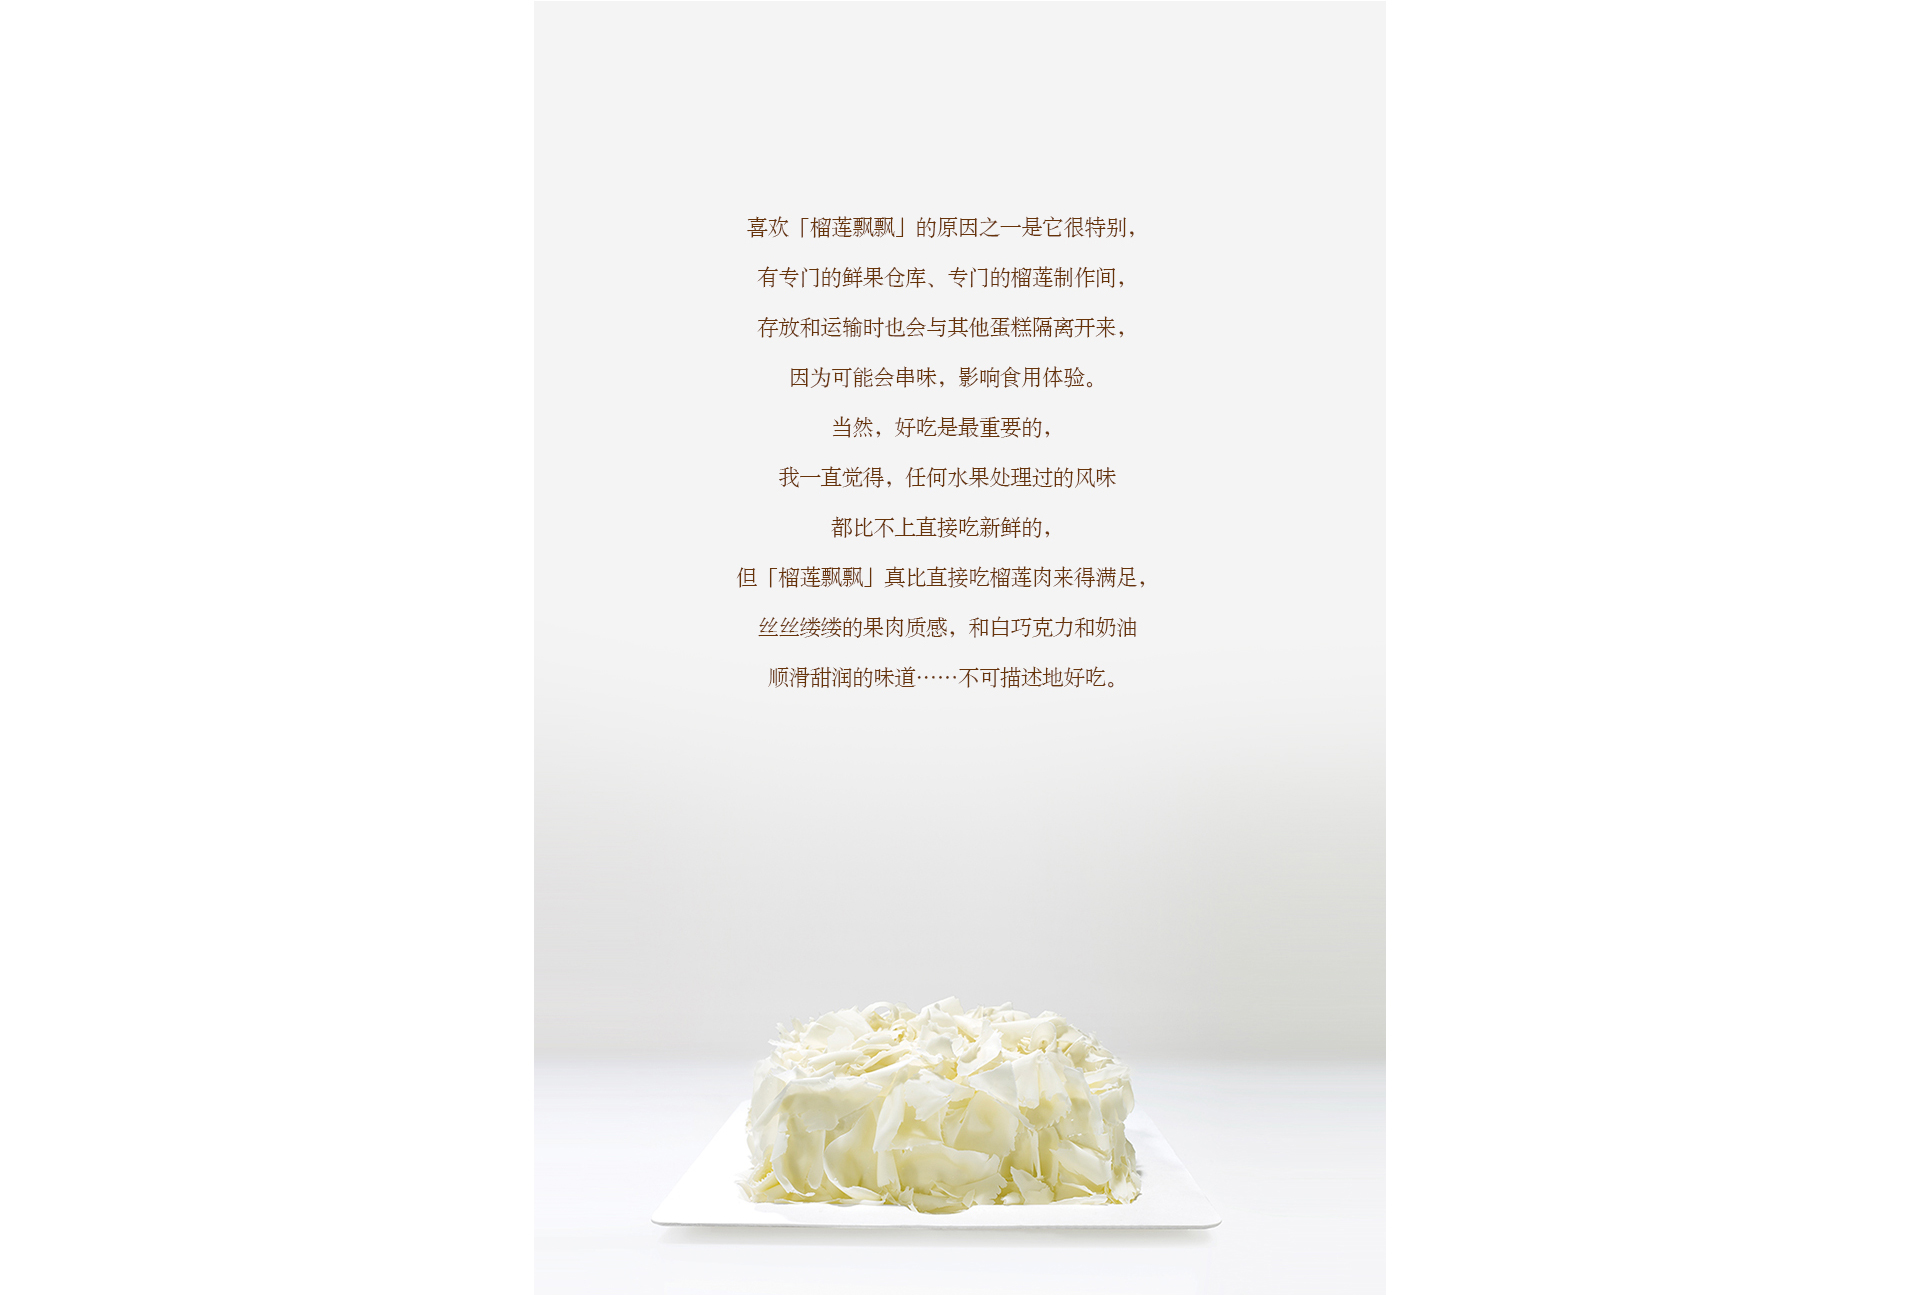 喜欢「榴莲飘飘」的原因之一是它很特别，
有专门的鲜果仓库、专门的榴莲制作间，
存放和运输时也会与其他蛋糕隔离开来，
因为可能会串味，影响食用体验。
当然，好吃是最重要的，
我一直觉得，任何水果处理过的风味
都比不上直接吃新鲜的，
但「榴莲飘飘」真比直接吃榴莲肉来得满足，
丝丝缕缕的果肉质感，和白巧克力和奶油
顺滑甜润的味道……不可描述地好吃。